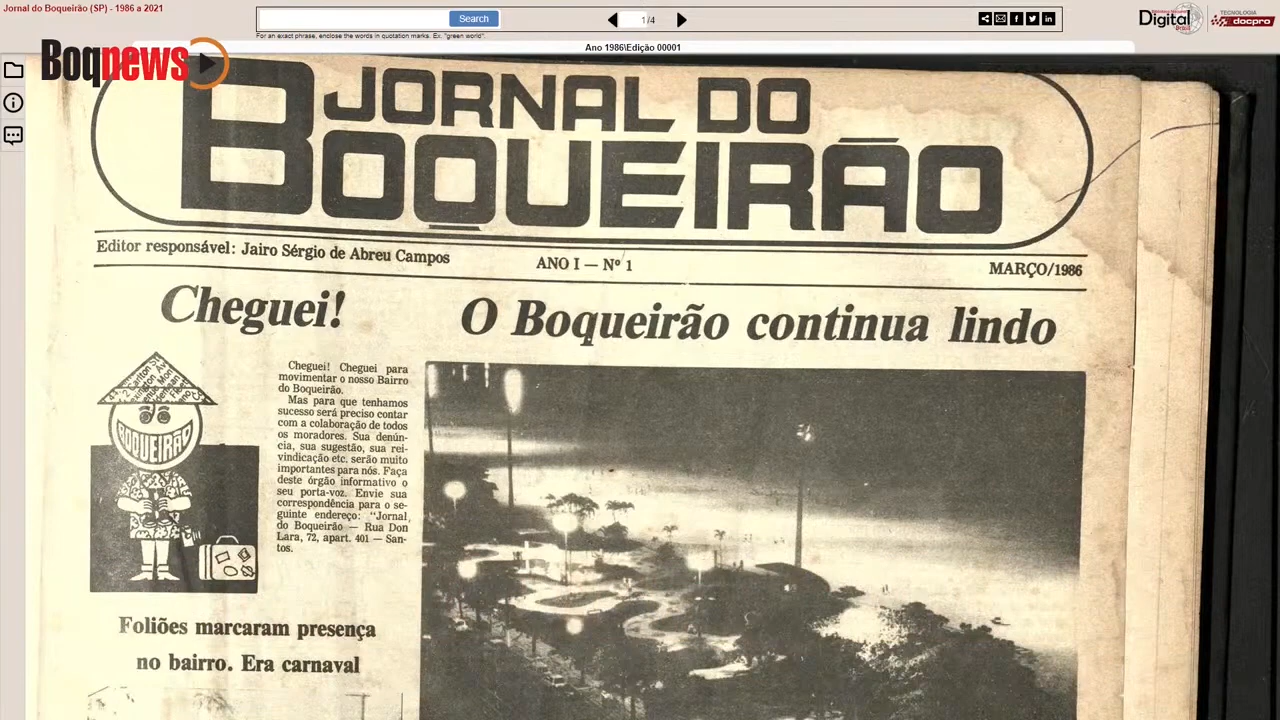 Jornal do Boqueirão (SP) - 1986 a 2021
Search
1/4
For an exact phrase, enclose the words in quotation marks. Ex. "green world".
Digital
Brasil
TECNOLOGIA
docpro
Ano 1986\Edição 00001
Boqnews
JORNAL DO
BOQUEIRÃO
Editor responsável: Jairo Sérgio de Abreu Campos
ANO I — Nº 1
MARÇO/1986
Cheguei!
O Boqueirão continua lindo
BOQUEIRÃO
Cheguei! Cheguei para
movimentar o nosso Bairro
do Boqueirão.
Mas para que tenhamos
sucesso será preciso contar
com a colaboração de todos
os moradores. Sua denún-
cia, sua sugestão, sua rei-
vindicação etc. serão muito
importantes para nós. Faça
deste órgão informativo o
seu porta-voz. Envie sua
correspondência para o se-
guinte endereço: "Jornal
do Boqueirão — Rua Don
Lara, 72, apart. 401 — San-
tos.
Foliões marcaram presença
no bairro. Era carnaval